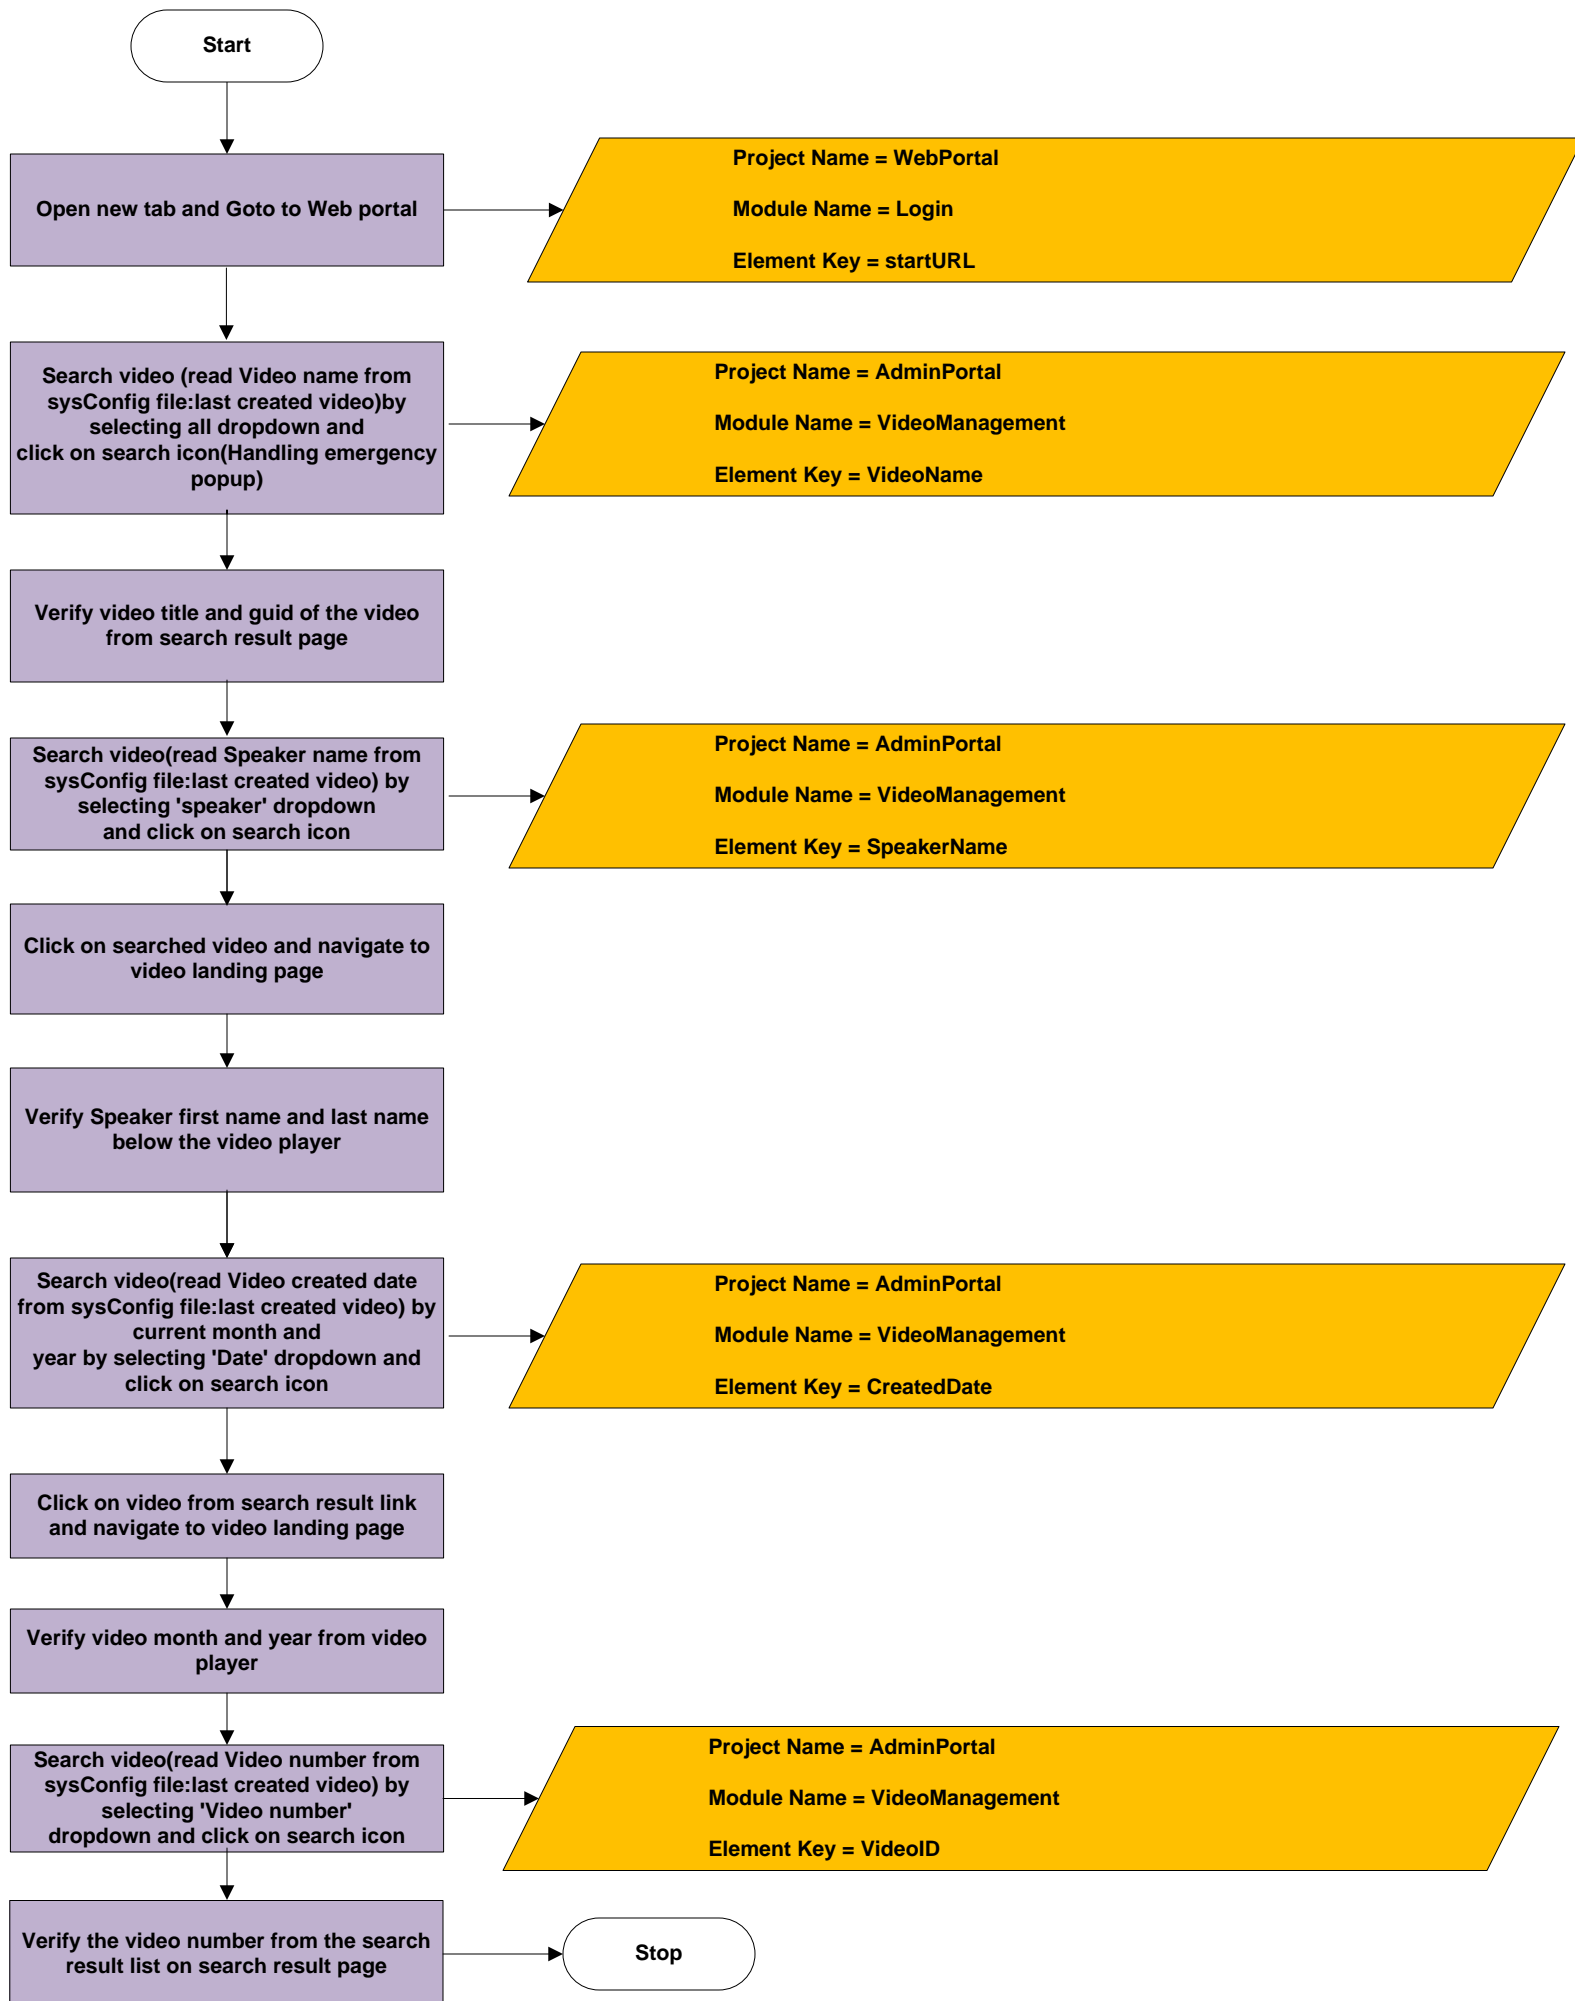 Start
Open new tab and Goto to Web portal
Project Name = WebPortal
Module Name = Login
Element Key = startURL
Search video (read Video name from
sysConfig file:last created video)by
selecting all dropdown and
click on search icon(Handling emergency
popup)
Project Name = AdminPortal
Module Name = VideoManagement
Element Key = VideoName
Verify video title and guid of the video
from search result page
Search video(read Speaker name from
sysConfig file:last created video) by
selecting 'speaker' dropdown
and click on search icon
Project Name = AdminPortal
Module Name = VideoManagement
Element Key = SpeakerName
Click on searched video and navigate to
video landing page
Verify Speaker first name and last name
below the video player
Search video(read Video created date
from sysConfig file:last created video) by
current month and
year by selecting 'Date' dropdown and
click on search icon
Project Name = AdminPortal
Module Name = VideoManagement
Element Key = CreatedDate
Click on video from search result link
and navigate to video landing page
Verify video month and year from video
player
Search video(read Video number from
sysConfig file:last created video) by
selecting 'Video number'
dropdown and click on search icon
Project Name = AdminPortal
Module Name = VideoManagement
Element Key = VideoID
Verify the video number from the search
result list on search result page
Stop